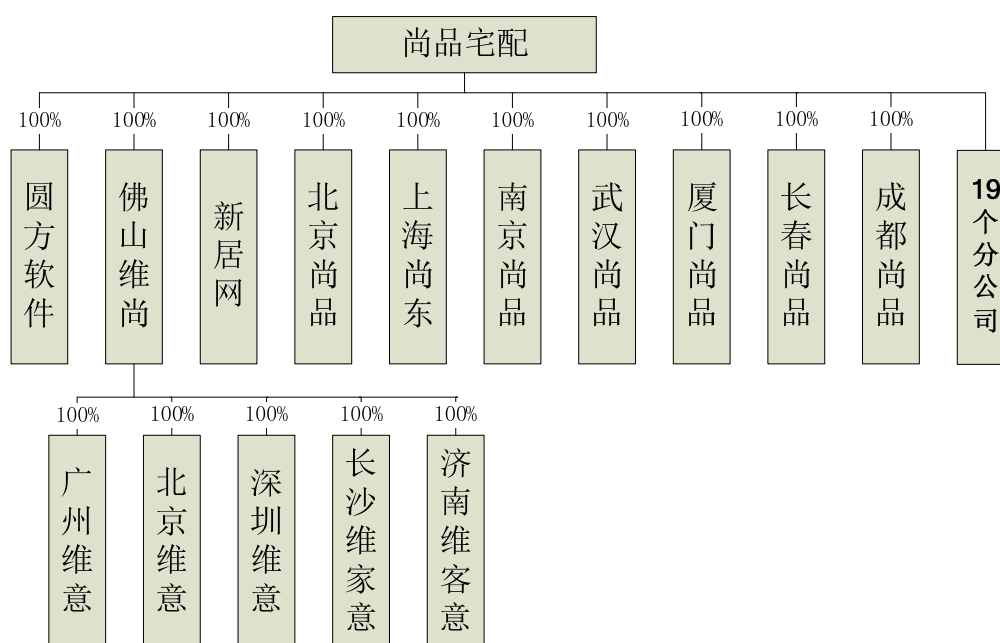 尚品宅配
100% 100% 100% 100% 100% 100% 100% 100% 100% 100%
圆方软件
佛山维尚
新居网
北京尚品
上海尚东
南京尚品
武汉尚品
厦门尚品
长春尚品
成都尚品
19个分公司
100% 100% 100% 100% 100%
广州维意
北京维意
深圳维意
长沙维家意
济南维客意